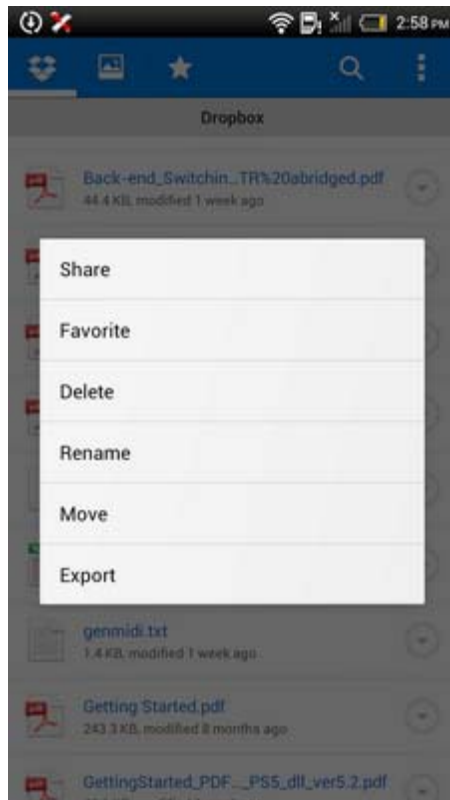 2:58 PM
Dropbox
Back-end_Switchin...TR%20abridged.pdf
44.4 KB, modified 1 week ago
Share
Favorite
Delete
Rename
Move
Export
genmidi.txt
1.4 KB, modified 1 week ago
Getting Started.pdf
243.3 KB, modified 8 months ago
GettingStarted_PDF..._PS5_dll_ver5.2.pdf